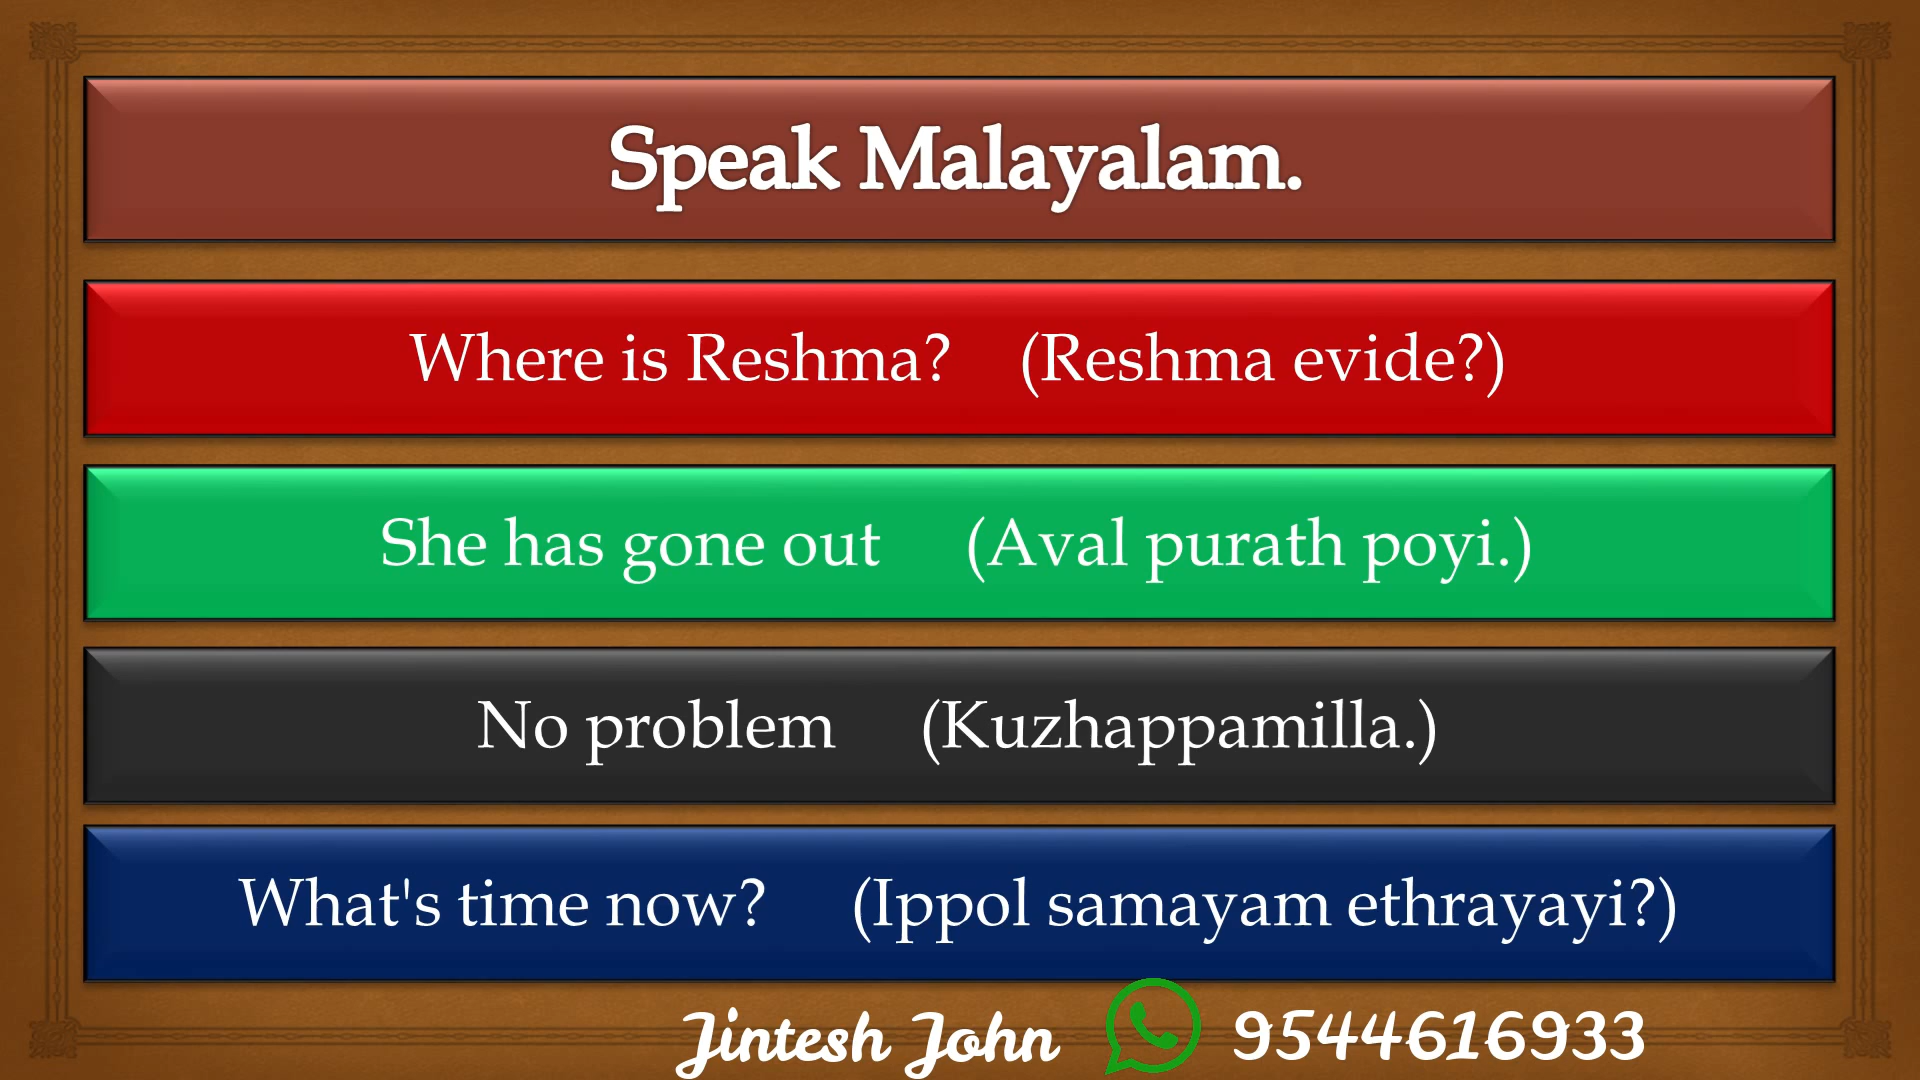 Speak Malayalam.
Where is Reshma? (Reshma evide?)
She has gone out (Aval purath poyi.)
No problem (Kuzhappamilla.)
What's time now? (Ippol samayam ethrayayi?)
Jintesh John 9544616933